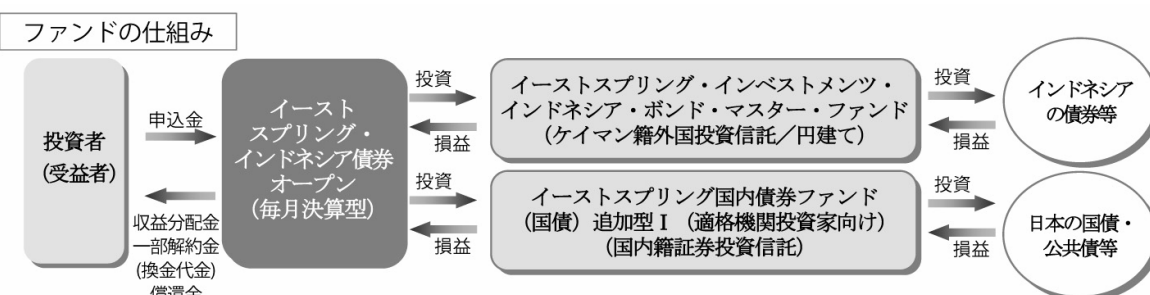 ファンドの仕組み
投資者
(受益者)
申込金
収益分配金
一部解約金
(換金代金)
償還金
イースト
スプリング・
インドネシア債券
オープン
(毎月決算型)
投資
損益
投資
損益
イーストスプリング・インベストメンツ・
インドネシア・ボンド・マスター・ファンド
(ケイマン籍外国投資信託/円建て)
イーストスプリング国内債券ファンド
(国債)追加型Ⅰ(適格機関投資家向け)
(国内籍証券投資信託)
投資
損益
投資
損益
インドネシア
の債券等
日本の国債・
公共債等